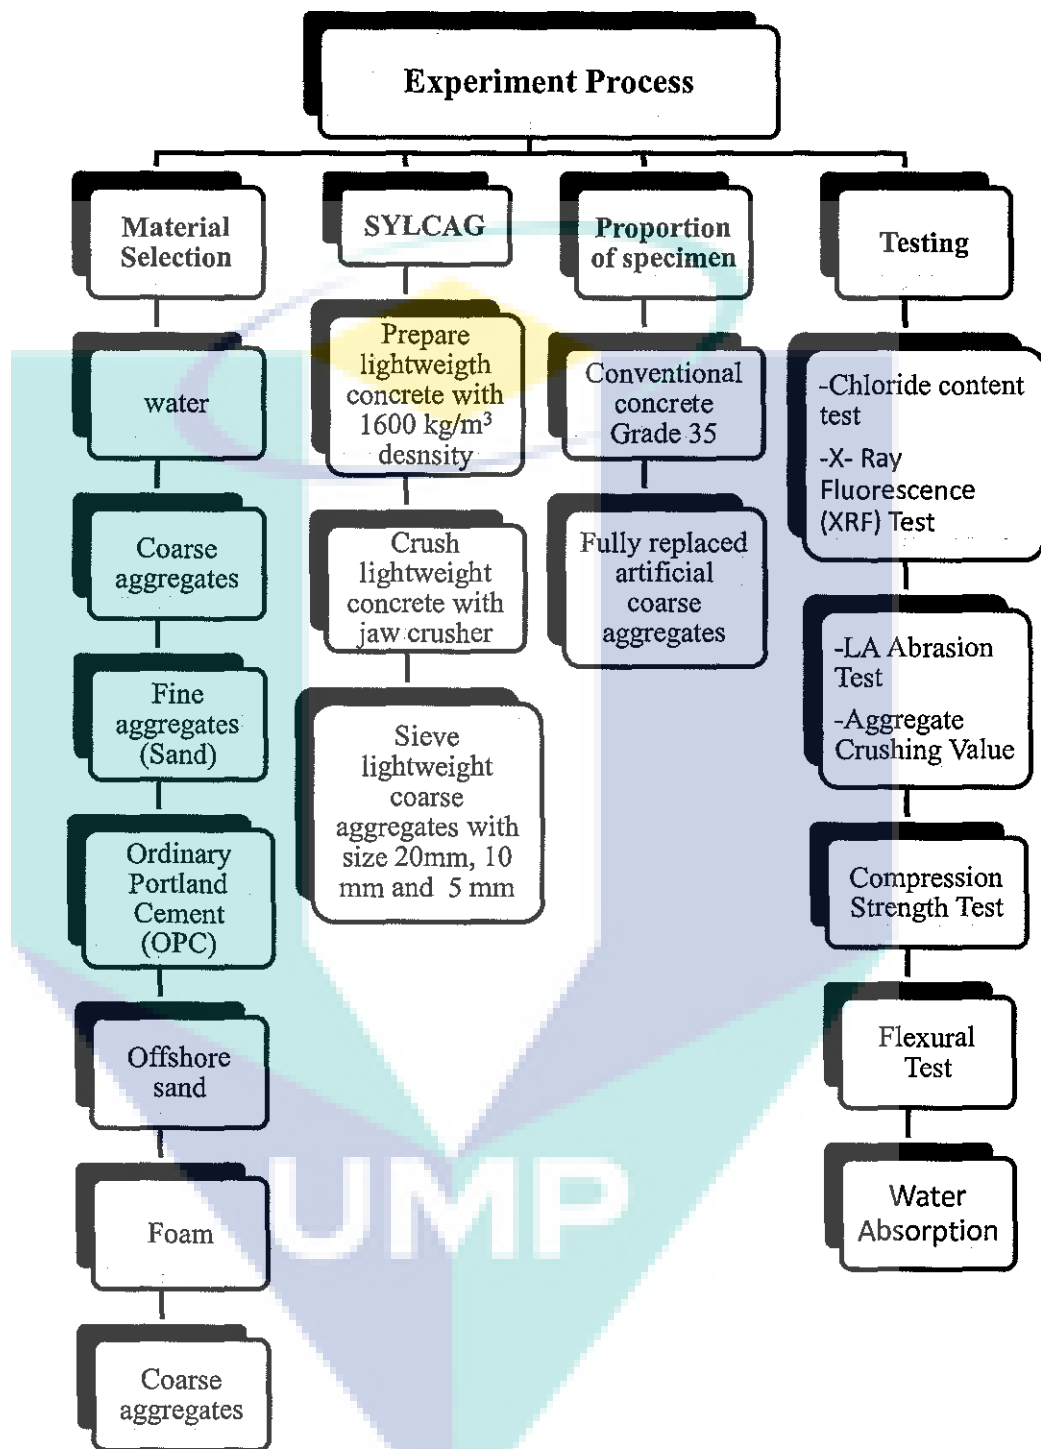 Experiment Process
Material
Selection
water
Coarse
aggregates
Fine
aggregates
(Sand)
Ordinary
Portland
Cement
(OPC)
Offshore
sand
Foam
Coarse
aggregates
SYLCAG
Prepare
lightweigth
concrete with
1600 kg/m³
desnsity
Crush
lightweight
concrete with
jaw crusher
Sieve
lightweight
coarse
aggregates with
size 20mm, 10
mm and 5 mm
Proportion
of specimen
Conventional
concrete
Grade 35
Fully replaced
artificial
coarse
aggregates
Testing
-Chloride content
test
-X- Ray
Fluorescence
(XRF) Test
-LA Abrasion
Test
-Aggregate
Crushing Value
Compression
Strength Test
Flexural
Test
Water
Absorption
UMP